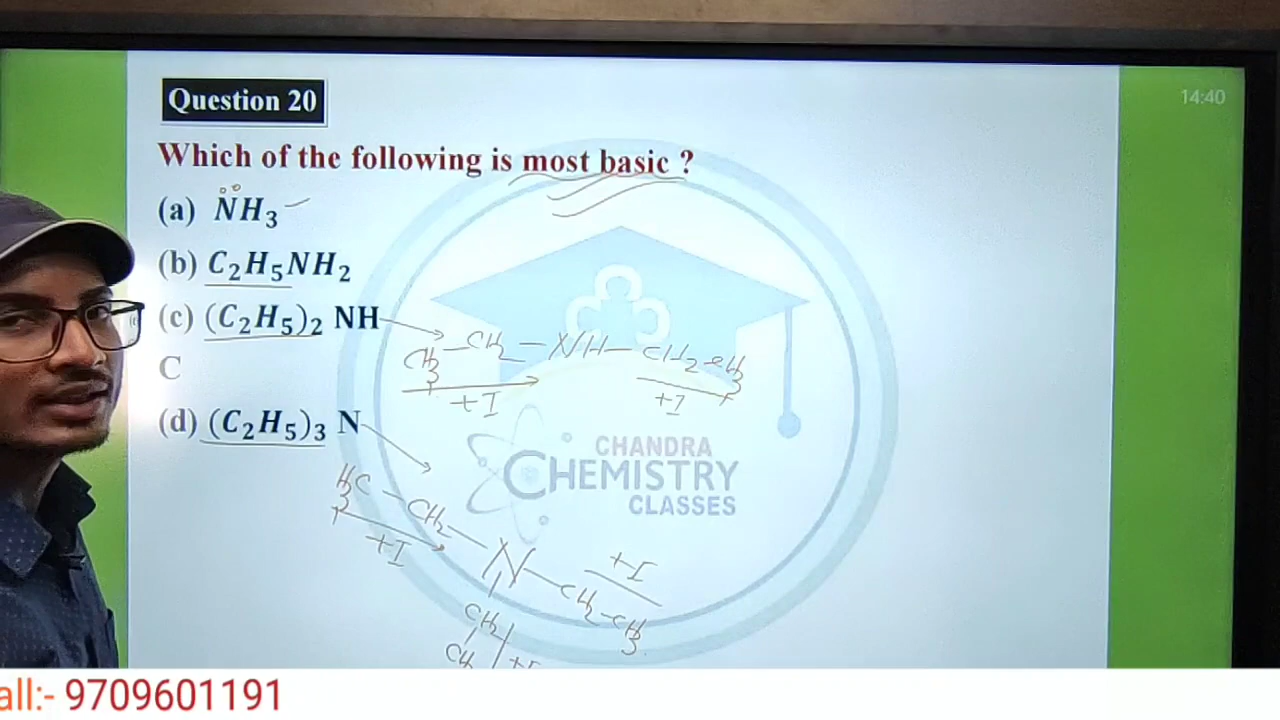 14:40
Question 20
Which of the following is most basic ?
(a) NH₃
(b) C₂H₅NH₂
(c) (C₂H₅)₂ NH
CH₃-CH₂-NH-CH₂CH₃
+I +I
C
(d) (C₂H₅)₃ N
CHANDRA
CHEMISTRY
CLASSES
H₃C-CH₂-N-CH₂-CH₃
+I +I
CH₂
all:- 9709601191